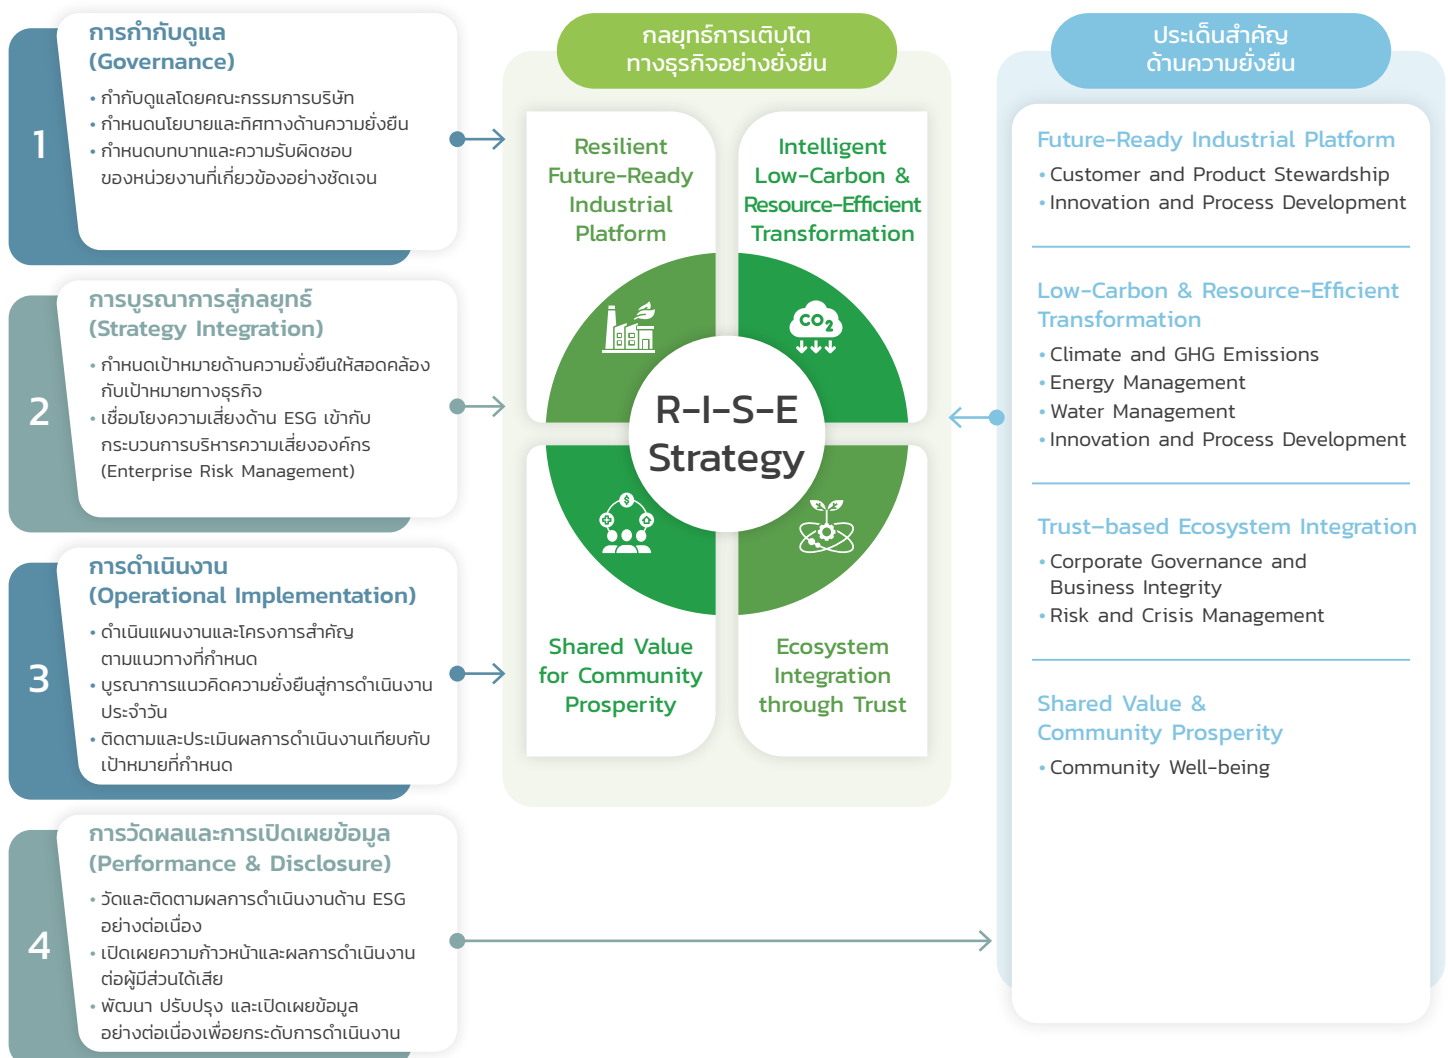 1
การกำกับดูแล
(Governance)
• กำกับดูแลโดยคณะกรรมการบริษัท
• กำหนดนโยบายและทิศทางด้านความยั่งยืน
• กำหนดบทบาทและความรับผิดชอบ
ของหน่วยงานที่เกี่ยวข้องอย่างชัดเจน
2
การบูรณาการสู่กลยุทธ์
(Strategy Integration)
• กำหนดเป้าหมายด้านความยั่งยืนให้สอดคล้อง
กับเป้าหมายทางธุรกิจ
• เชื่อมโยงความเสี่ยงด้าน ESG เข้ากับ
กระบวนการบริหารความเสี่ยงองค์กร
(Enterprise Risk Management)
3
การดำเนินงาน
(Operational Implementation)
• ดำเนินแผนงานและโครงการสำคัญ
ตามแนวทางที่กำหนด
• บูรณาการแนวคิดความยั่งยืนสู่การดำเนินงาน
ประจำวัน
• ติดตามและประเมินผลการดำเนินงานเทียบกับ
เป้าหมายที่กำหนด
4
การวัดผลและการเปิดเผยข้อมูล
(Performance & Disclosure)
• วัดและติดตามผลการดำเนินงานด้าน ESG
อย่างต่อเนื่อง
• เปิดเผยความก้าวหน้าและผลการดำเนินงาน
ต่อผู้มีส่วนได้เสีย
• พัฒนา ปรับปรุง และเปิดเผยข้อมูล
อย่างต่อเนื่องเพื่อยกระดับการดำเนินงาน
กลยุทธ์การเติบโต
ทางธุรกิจอย่างยั่งยืน
Resilient
Future-Ready
Industrial
Platform
Intelligent
Low-Carbon &
Resource-Efficient
Transformation
CO2
R-I-S-E
Strategy
$
Shared Value
for Community
Prosperity
Ecosystem
Integration
through Trust
ประเด็นสำคัญ
ด้านความยั่งยืน
Future-Ready Industrial Platform
• Customer and Product Stewardship
• Innovation and Process Development
Low-Carbon & Resource-Efficient
Transformation
• Climate and GHG Emissions
• Energy Management
• Water Management
• Innovation and Process Development
Trust-based Ecosystem Integration
• Corporate Governance and
Business Integrity
• Risk and Crisis Management
Shared Value &
Community Prosperity
• Community Well-being